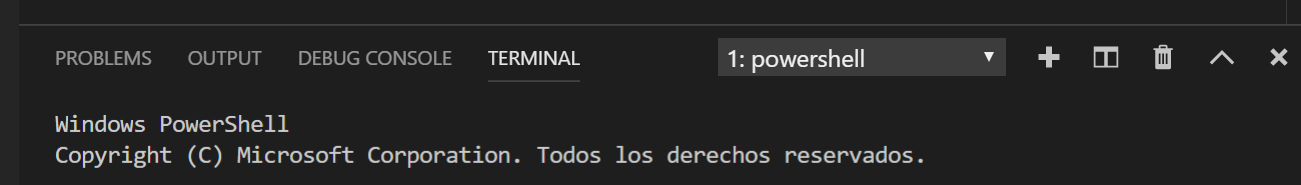 PROBLEMS OUTPUT DEBUG CONSOLE TERMINAL 1: powershell
Windows PowerShell
Copyright (C) Microsoft Corporation. Todos los derechos reservados.